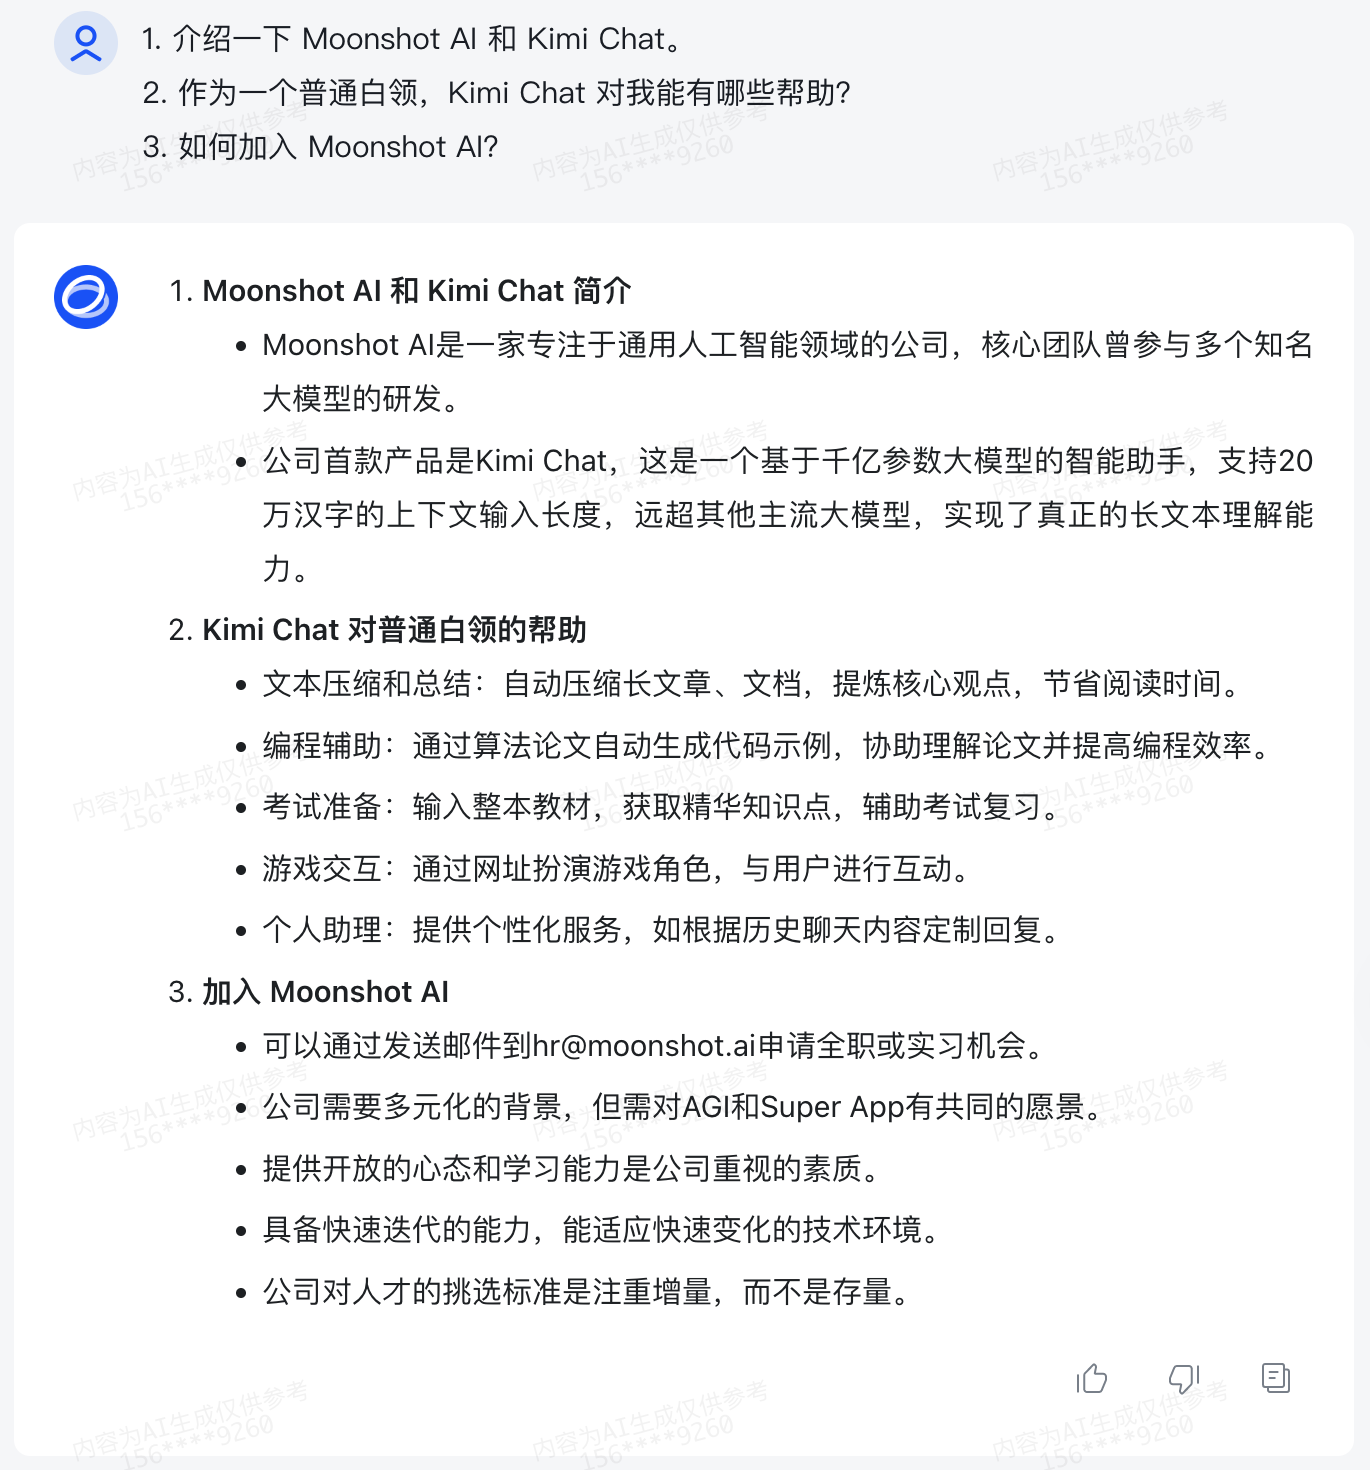 1. 介绍一下 Moonshot AI 和 Kimi Chat。
2. 作为一个普通白领，Kimi Chat 对我能有哪些帮助？
3. 如何加入 Moonshot AI?
1. Moonshot AI 和 Kimi Chat 简介
• Moonshot AI是一家专注于通用人工智能领域的公司，核心团队曾参与多个知名
大模型的研发。
• 公司首款产品是Kimi Chat，这是一个基于千亿参数大模型的智能助手，支持20
万汉字的上下文输入长度，远超其他主流大模型，实现了真正的长文本理解能
力。
2. Kimi Chat 对普通白领的帮助
• 文本压缩和总结：自动压缩长文章、文档，提炼核心观点，节省阅读时间。
• 编程辅助：通过算法论文自动生成代码示例，协助理解论文并提高编程效率。
• 考试准备：输入整本教材，获取精华知识点，辅助考试复习。
• 游戏交互：通过网址扮演游戏角色，与用户进行互动。
• 个人助理：提供个性化服务，如根据历史聊天内容定制回复。
3. 加入 Moonshot AI
• 可以通过发送邮件到hr@moonshot.ai申请全职或实习机会。
• 公司需要多元化的背景，但需对AGI和Super App有共同的愿景。
• 提供开放的心态和学习能力是公司重视的素质。
• 具备快速迭代的能力，能适应快速变化的技术环境。
• 公司对人才的挑选标准是注重增量，而不是存量。
内容为AI生成仅供参考
156****9260
内容为AI生成仅供参考
156****9260
内容为AI生成仅供参考
156****9260